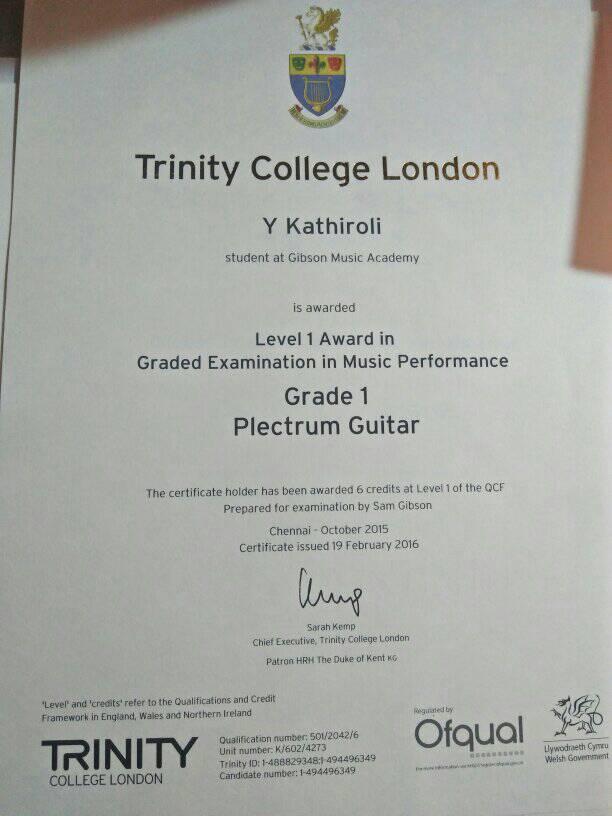 Trinity College London
Y Kathiroli
student at Gibson Music Academy
is awarded
Level 1 Award in
Graded Examination in Music Performance
Grade 1
Plectrum Guitar
The certificate holder has been awarded 6 credits at Level 1 of the QCF
Prepared for examination by Sam Gibson
Chennai - October 2015
Certificate issued 19 February 2016
Sarah Kemp
Chief Executive, Trinity College London
Patron HRH The Duke of Kent KG
'Level' and 'credits' refer to the Qualifications and Credit
Framework in England, Wales and Northern Ireland
TRINITY
COLLEGE LONDON
Qualification number: 501/2042/6
Unit number: K/602/4273
Trinity ID: 1-488829348:1-494496349
Candidate number: 1-494496349
Regulated by
Ofqual
For more information see
Llywodraeth Cymru
Welsh Government